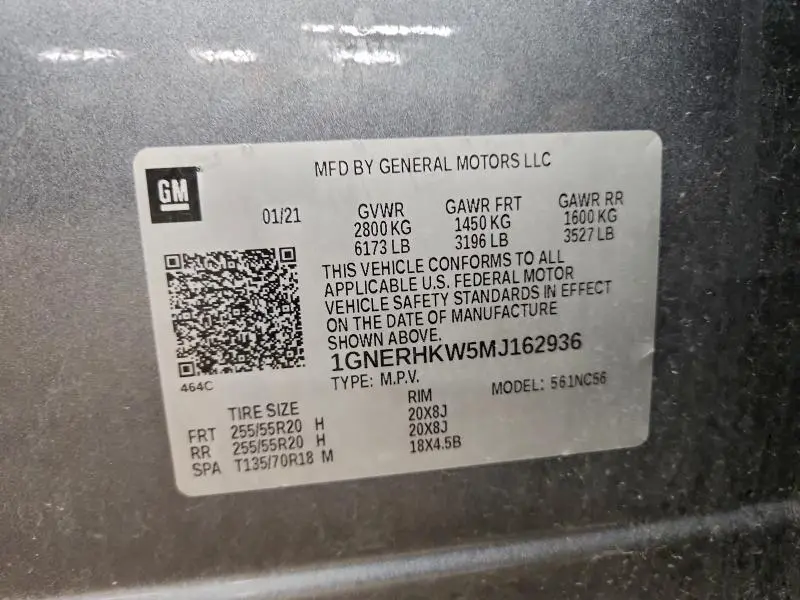 GM
MFD BY GENERAL MOTORS LLC
01/21 GVWR GAWR FRT GAWR RR
2800 KG 1450 KG 1600 KG
6173 LB 3196 LB 3527 LB
THIS VEHICLE CONFORMS TO ALL
APPLICABLE U.S. FEDERAL MOTOR
VEHICLE SAFETY STANDARDS IN EFFECT
ON THE DATE OF MANUFACTURE
SHOWN ABOVE.
1GNERHKW5MJ162936
464C
TYPE: M.P.V. MODEL: 561NC56
TIRE SIZE RIM
FRT 255/55R20 H 20X8J
RR 255/55R20 H 20X8J
SPA T135/70R18 M 18X4.5B